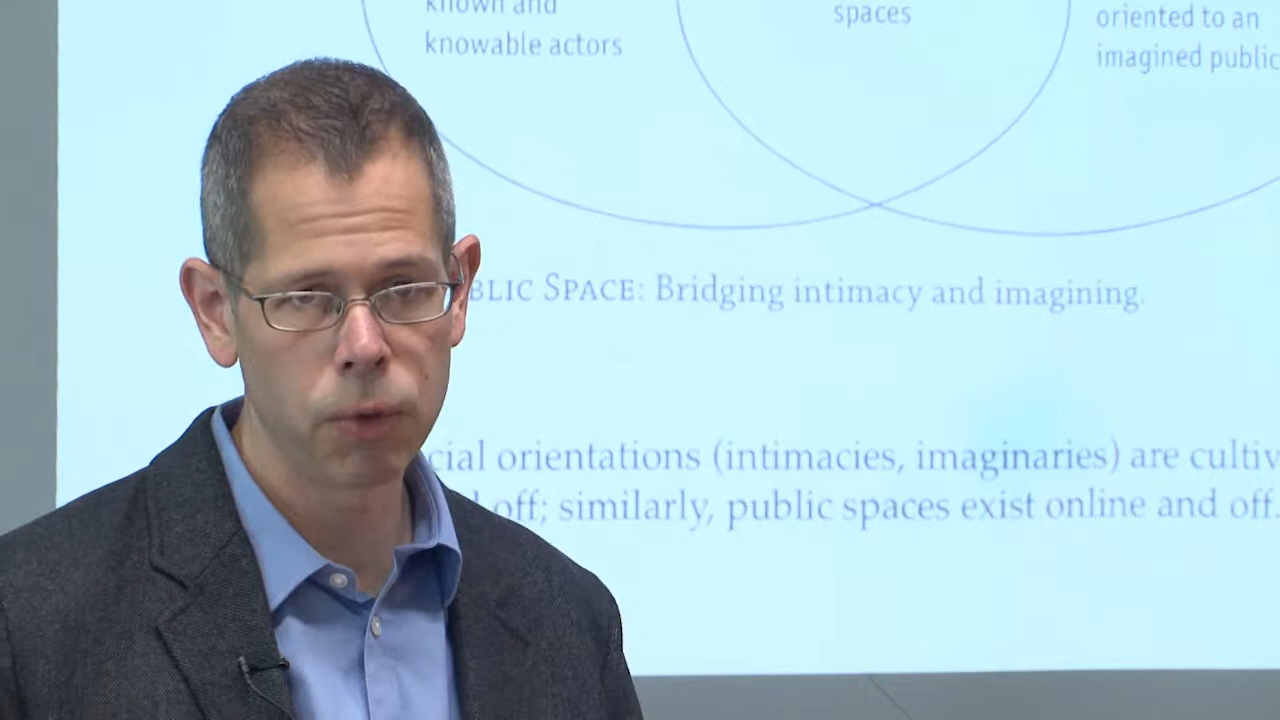 known and
knowable actors
spaces
oriented to an
imagined public
BLIC SPACE: Bridging intimacy and imagining.
cial orientations (intimacies, imaginaries) are cultiv
off; similarly, public spaces exist online and off.